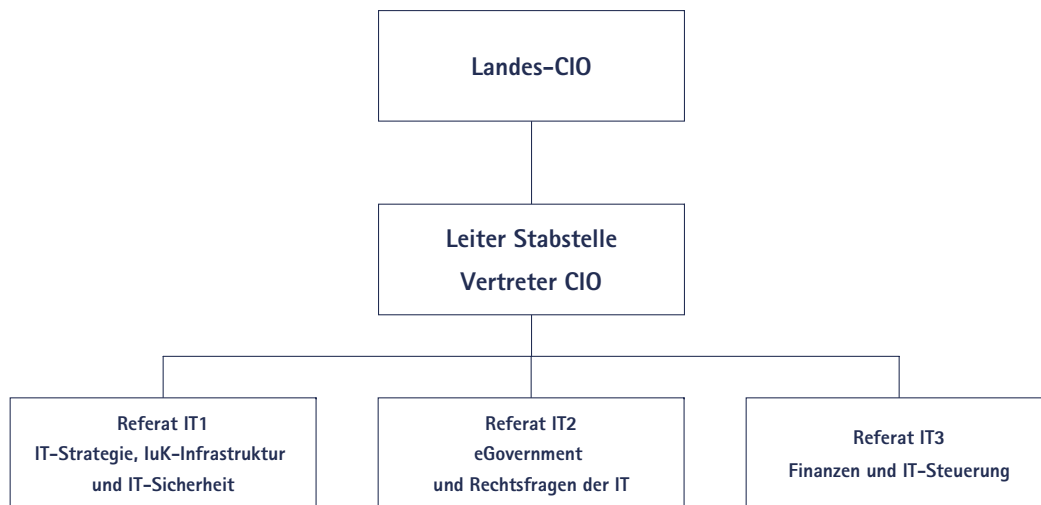 Landes-CIO
Leiter Stabstelle
Vertreter CIO
Referat IT1
IT-Strategie, IuK-Infrastruktur
und IT-Sicherheit
Referat IT2
eGovernment
und Rechtsfragen der IT
Referat IT3
Finanzen und IT-Steuerung